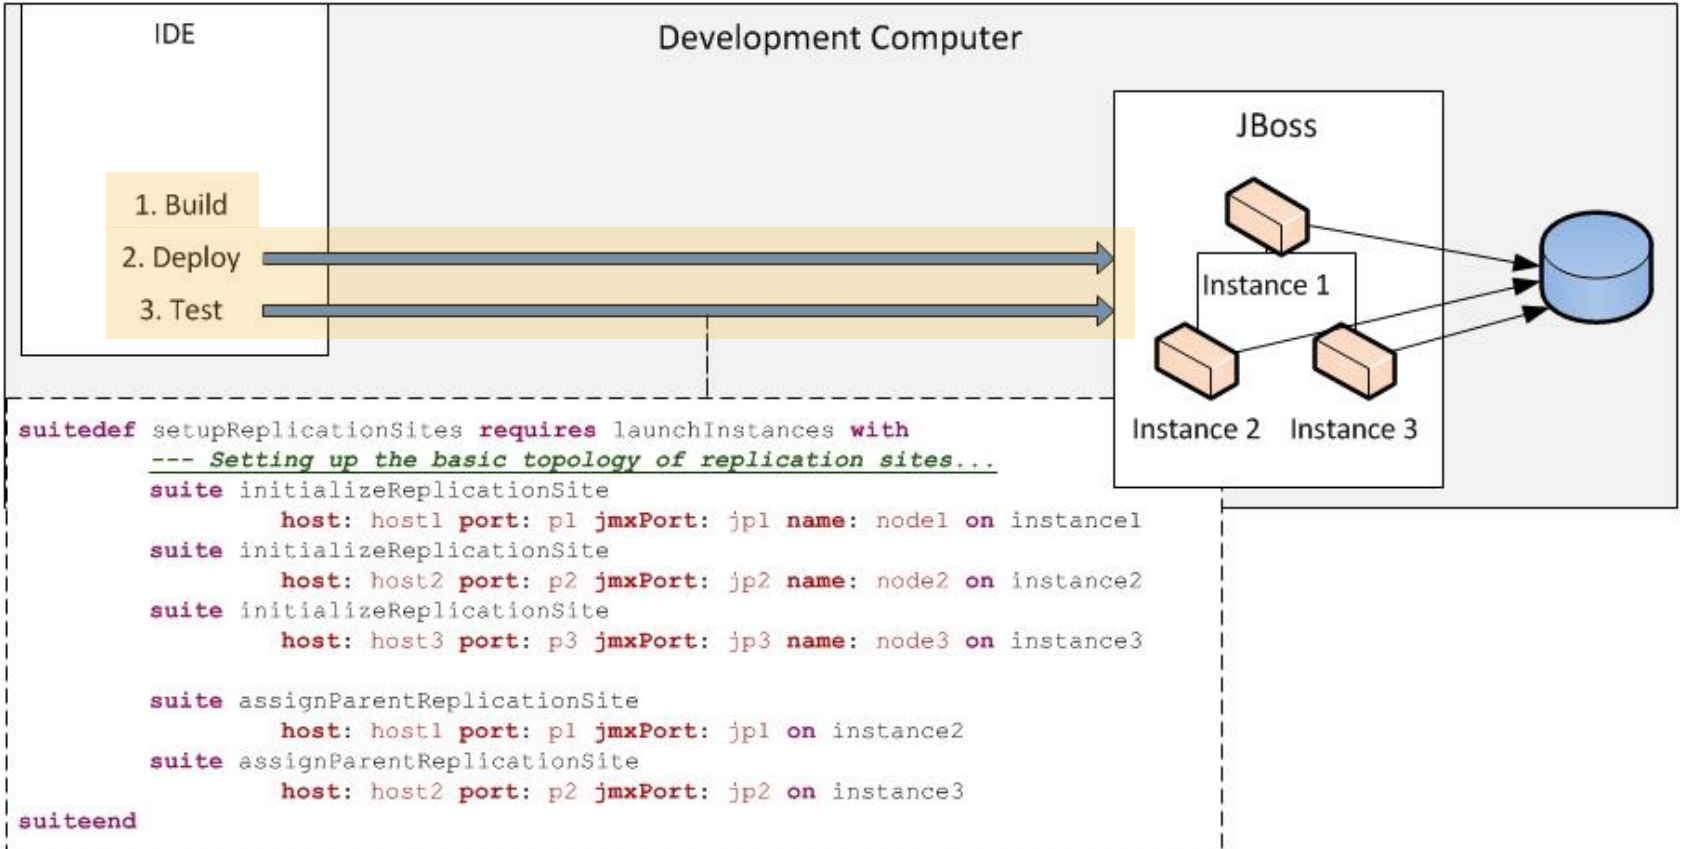 IDE
Development Computer
JBoss
1. Build
2. Deploy
3. Test
Instance 1
Instance 2
Instance 3
suitedef setupReplicationSites requires launchInstances with
--- Setting up the basic topology of replication sites...
suite initializeReplicationSite
host: host1 port: p1 jmxPort: jp1 name: node1 on instance1
suite initializeReplicationSite
host: host2 port: p2 jmxPort: jp2 name: node2 on instance2
suite initializeReplicationSite
host: host3 port: p3 jmxPort: jp3 name: node3 on instance3
suite assignParentReplicationSite
host: host1 port: p1 jmxPort: jp1 on instance2
suite assignParentReplicationSite
host: host2 port: p2 jmxPort: jp2 on instance3
suiteend